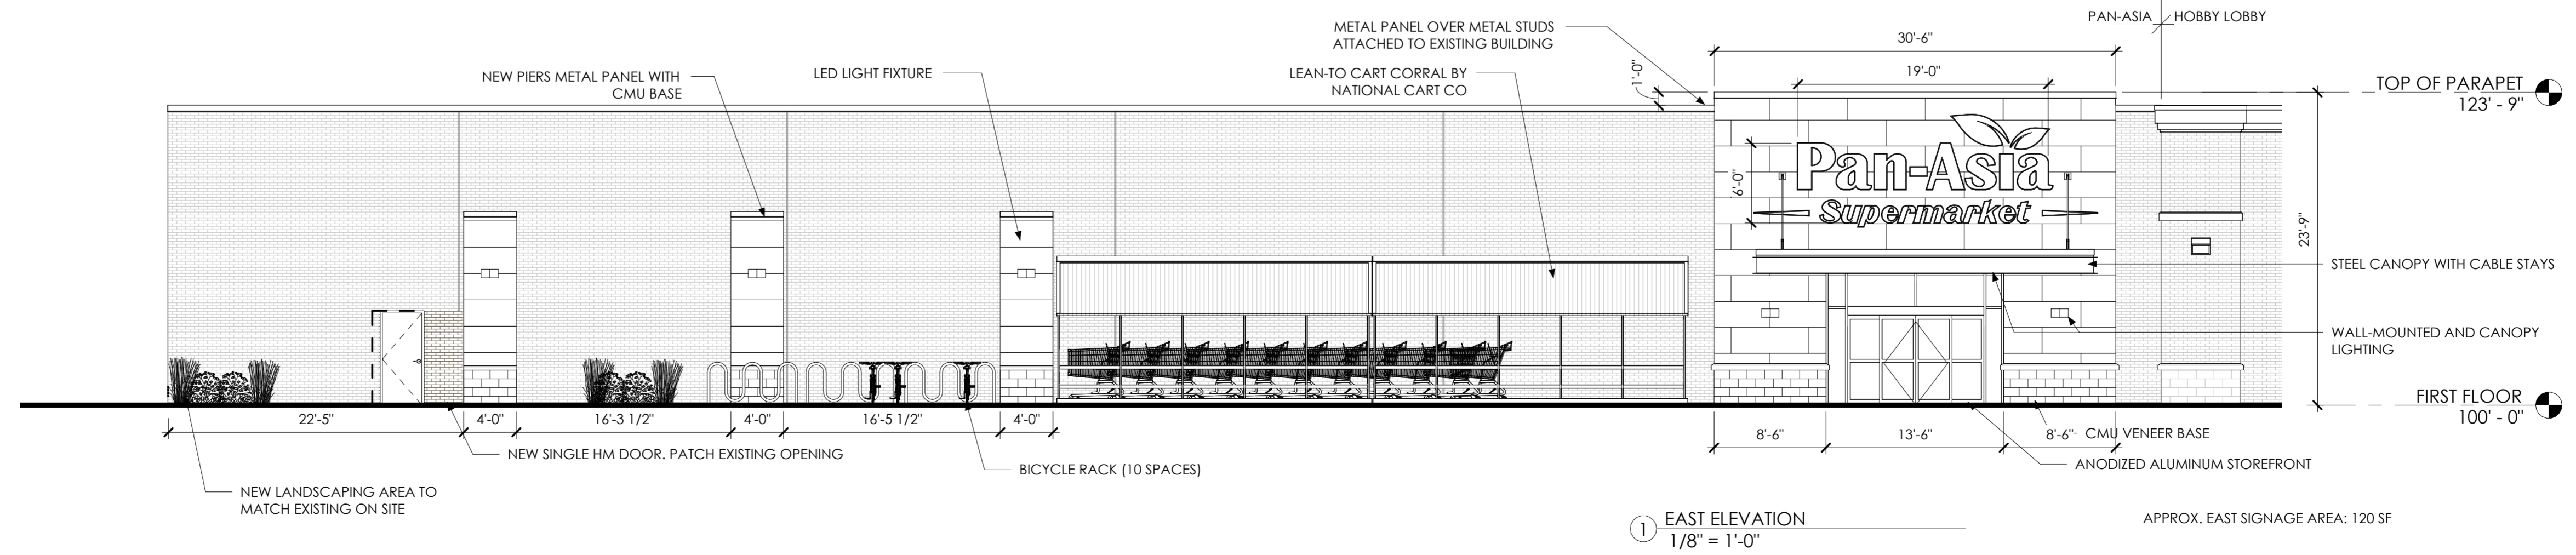 PAN-ASIA
HOBBY LOBBY
METAL PANEL OVER METAL STUDS
ATTACHED TO EXISTING BUILDING
30'-6"
1'-0"
19'-0"
NEW PIERS METAL PANEL WITH
CMU BASE
LED LIGHT FIXTURE
LEAN-TO CART CORRAL BY
NATIONAL CART CO
TOP OF PARAPET
123' - 9"
Pan-Asia
6'-0"
Supermarket
23'-9"
STEEL CANOPY WITH CABLE STAYS
WALL-MOUNTED AND CANOPY
LIGHTING
FIRST FLOOR
100' - 0"
22'-5"
4'-0"
16'-3 1/2"
4'-0"
16'-5 1/2"
4'-0"
8'-6"
13'-6"
8'-6"
CMU VENEER BASE
NEW SINGLE HM DOOR. PATCH EXISTING OPENING
BICYCLE RACK (10 SPACES)
ANODIZED ALUMINUM STOREFRONT
NEW LANDSCAPING AREA TO
MATCH EXISTING ON SITE
1
EAST ELEVATION
1/8" = 1'-0"
APPROX. EAST SIGNAGE AREA: 120 SF